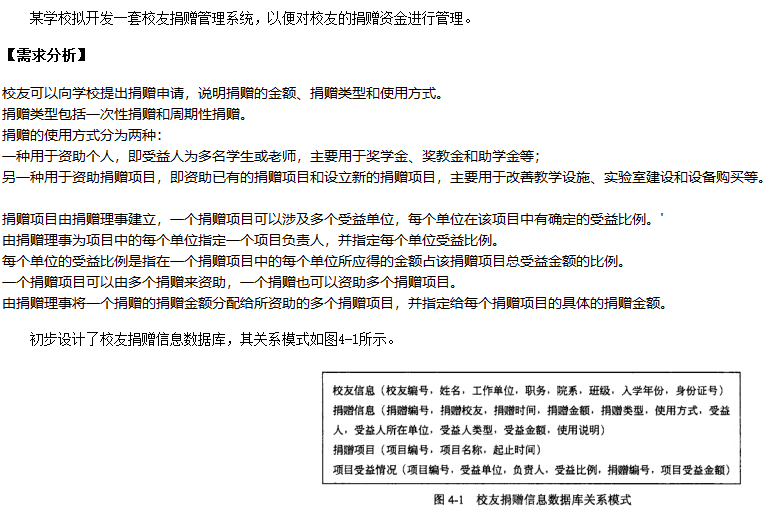 某学校拟开发一套校友捐赠管理系统，以便对校友的捐赠资金进行管理。
【需求分析】
校友可以向学校提出捐赠申请，说明捐赠的金额、捐赠类型和使用方式。
捐赠类型包括一次性捐赠和周期性捐赠。
捐赠的使用方式分为两种：
一种用于资助个人，即受益人为多名学生或老师，主要用于奖学金、奖教金和助学金等；
另一种用于资助捐赠项目，即资助已有的捐赠项目和设立新的捐赠项目，主要用于改善教学设施、实验室建设和设备购买等。
捐赠项目由捐赠理事建立，一个捐赠项目可以涉及多个受益单位，每个单位在该项目中有确定的受益比例。'
由捐赠理事为项目中的每个单位指定一个项目负责人，并指定每个单位受益比例。
每个单位的受益比例是指在一个捐赠项目中的每个单位所应得的金额占该捐赠项目总受益金额的比例。
一个捐赠项目可以由多个捐赠来资助，一个捐赠也可以资助多个捐赠项目。
由捐赠理事将一个捐赠的捐赠金额分配给所资助的多个捐赠项目，并指定给每个捐赠项目的具体的捐赠金额。
初步设计了校友捐赠信息数据库，其关系模式如图4-1所示。
校友信息（校友编号，姓名，工作单位，职务，院系，班级，入学年份，身份证号）
捐赠信息（捐赠编号，捐赠校友，捐赠时间，捐赠金额，捐赠类型，使用方式，受益
人，受益人所在单位，受益人类型，受益金额，使用说明）
捐赠项目（项目编号，项目名称，起止时间）
项目受益情况（项目编号，受益单位，负责人，受益比例，捐赠编号，项目受益金额）
图 4-1 校友捐赠信息数据库关系模式